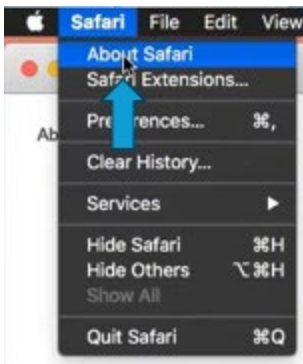 Safari File Edit View
About Safari
Safari Extensions...
Preferences... ⌘,
Ab
Clear History...
Services ▶
Hide Safari ⌘H
Hide Others ⌥⌘H
Show All
Quit Safari ⌘Q